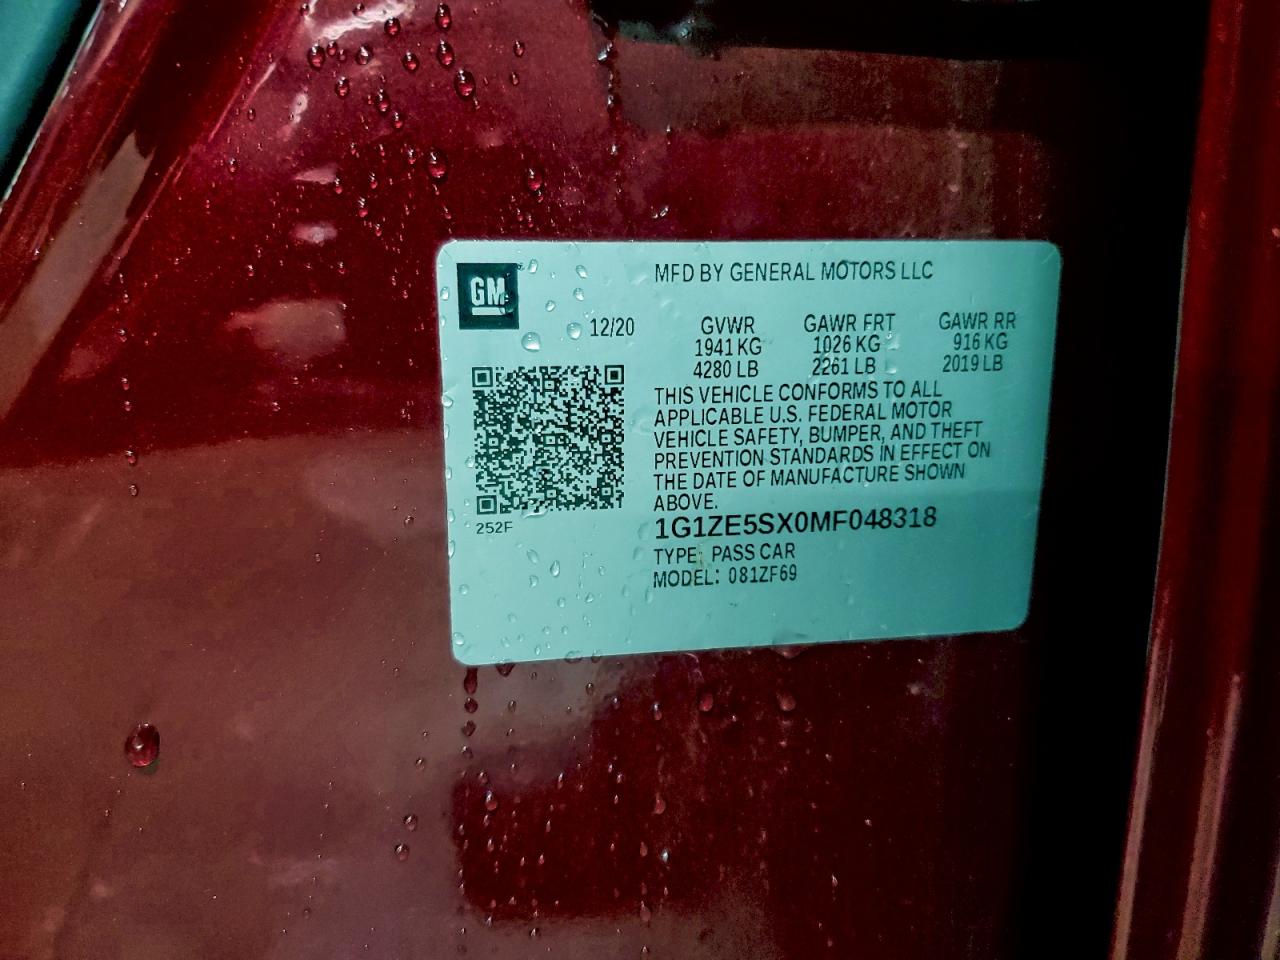 GM
MFD BY GENERAL MOTORS LLC
12/20
GVWR GAWR FRT GAWR RR
1941 KG 1026 KG 916 KG
4280 LB 2261 LB 2019 LB
THIS VEHICLE CONFORMS TO ALL
APPLICABLE U.S. FEDERAL MOTOR
VEHICLE SAFETY, BUMPER, AND THEFT
PREVENTION STANDARDS IN EFFECT ON
THE DATE OF MANUFACTURE SHOWN
ABOVE.
252F
1G1ZE5SX0MF048318
TYPE: PASS CAR
MODEL: 081ZF69